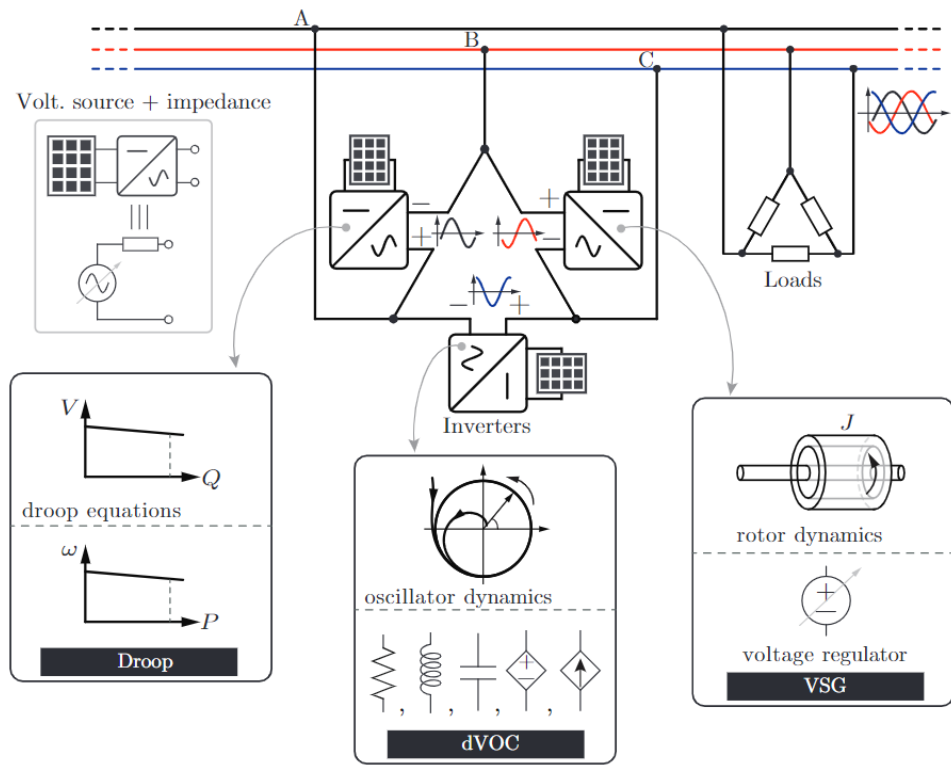 A
B
C
Volt. source + impedance
− +
+ −
− +
Loads
Inverters
V
Q
droop equations
ω
P
Droop
oscillator dynamics
+
−
, , , ,
dVOC
J
rotor dynamics
+
−
voltage regulator
VSG